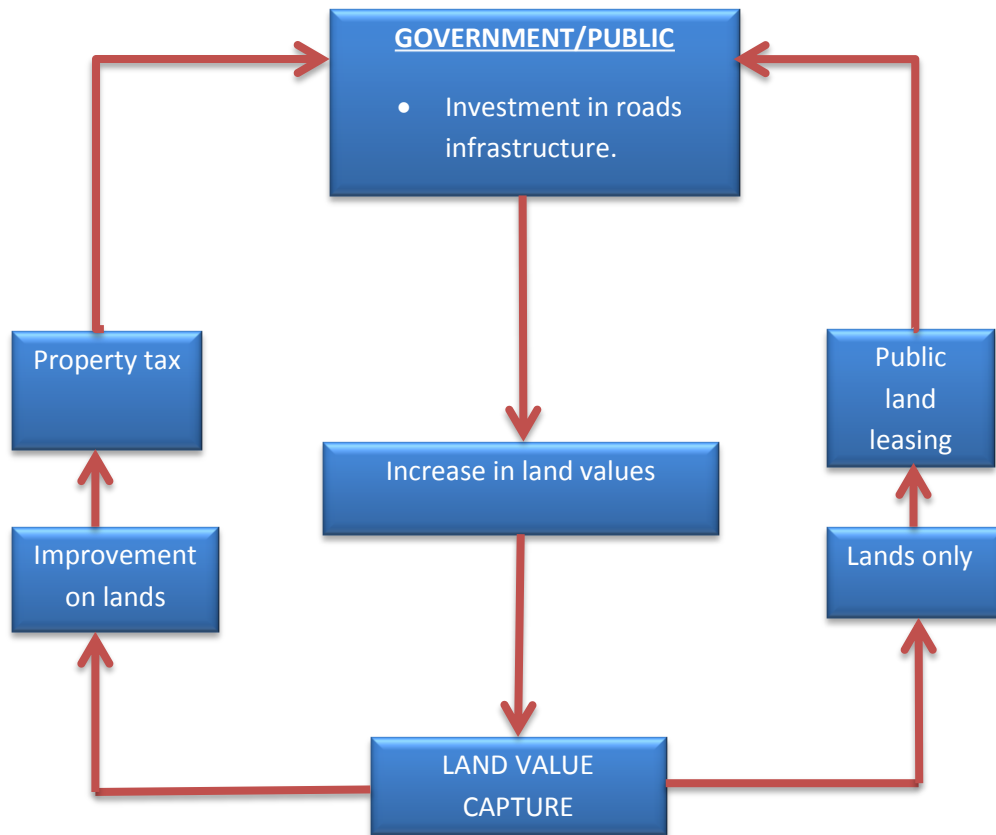 GOVERNMENT/PUBLIC
• Investment in roads
infrastructure.
Property tax
Public
land
leasing
Increase in land values
Improvement
on lands
Lands only
LAND VALUE
CAPTURE